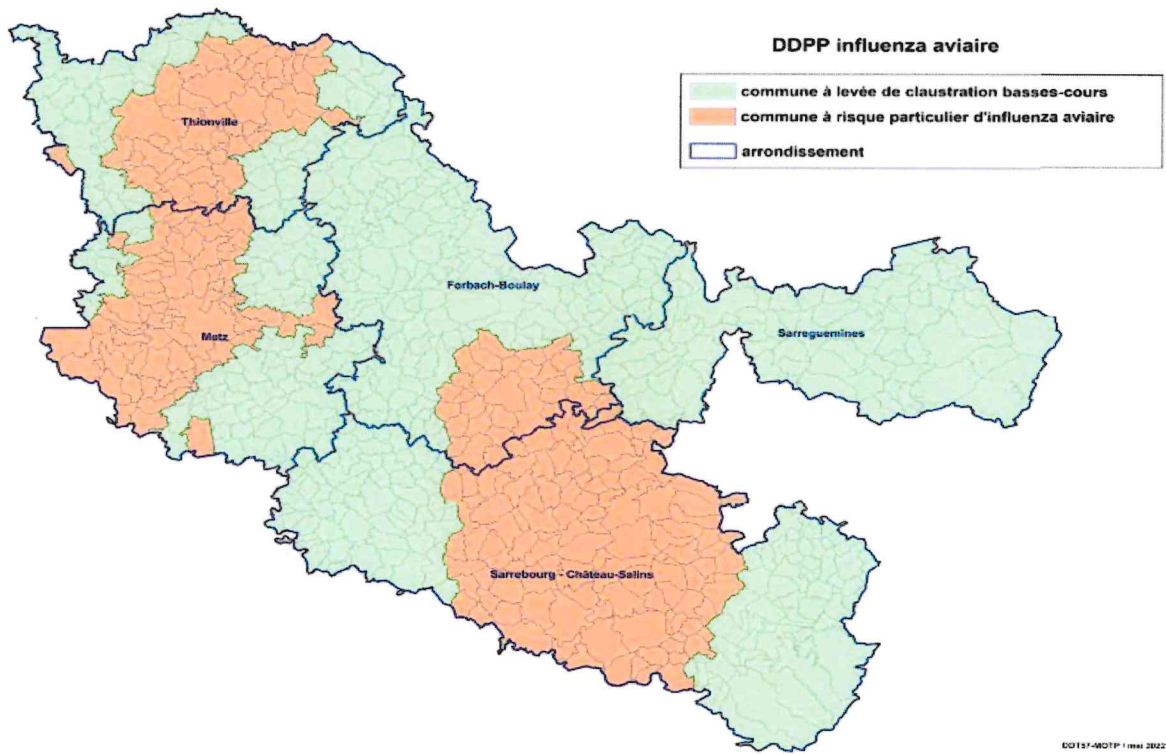 DDPP influenza aviaire
commune à levée de claustration basses-cours
commune à risque particulier d'influenza aviaire
arrondissement
Thionville
Forbach-Boulay
Metz
Sarreguemines
Sarrebourg - Château-Salins
DDT57-MOTP / mai 2022